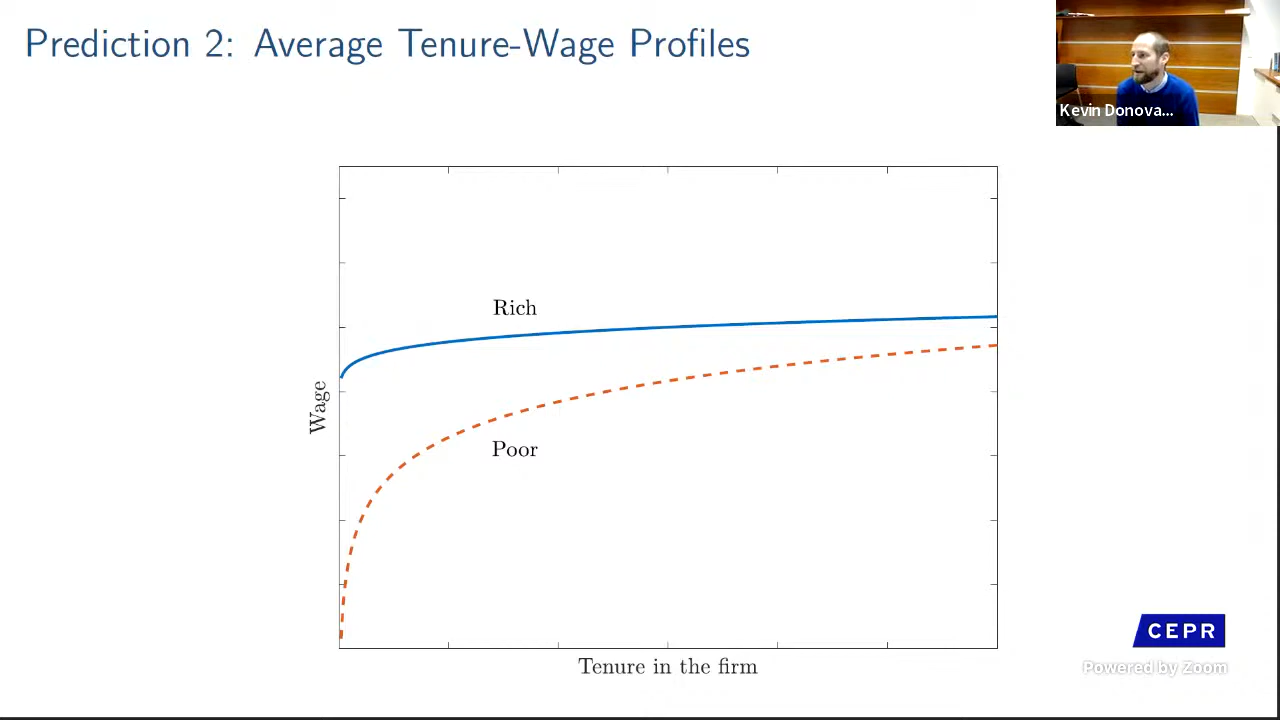 Prediction 2: Average Tenure-Wage Profiles
Kevin Donova...
Rich
Wage
Poor
Tenure in the firm
CEPR
Powered by Zoom